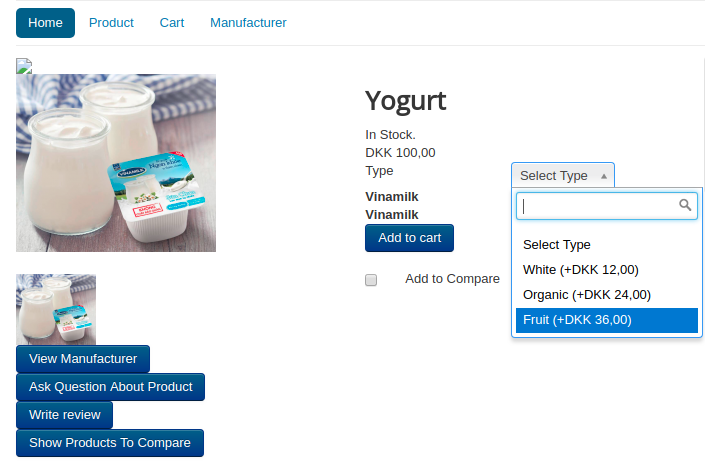 Home Product Cart Manufacturer
Yogurt
In Stock.
DKK 100,00
Type
Select Type
Vinamilk
Vinamilk
Add to cart
Add to Compare
Select Type
White (+DKK 12,00)
Organic (+DKK 24,00)
Fruit (+DKK 36,00)
VINAMILK
View Manufacturer
Ask Question About Product
Write review
Show Products To Compare